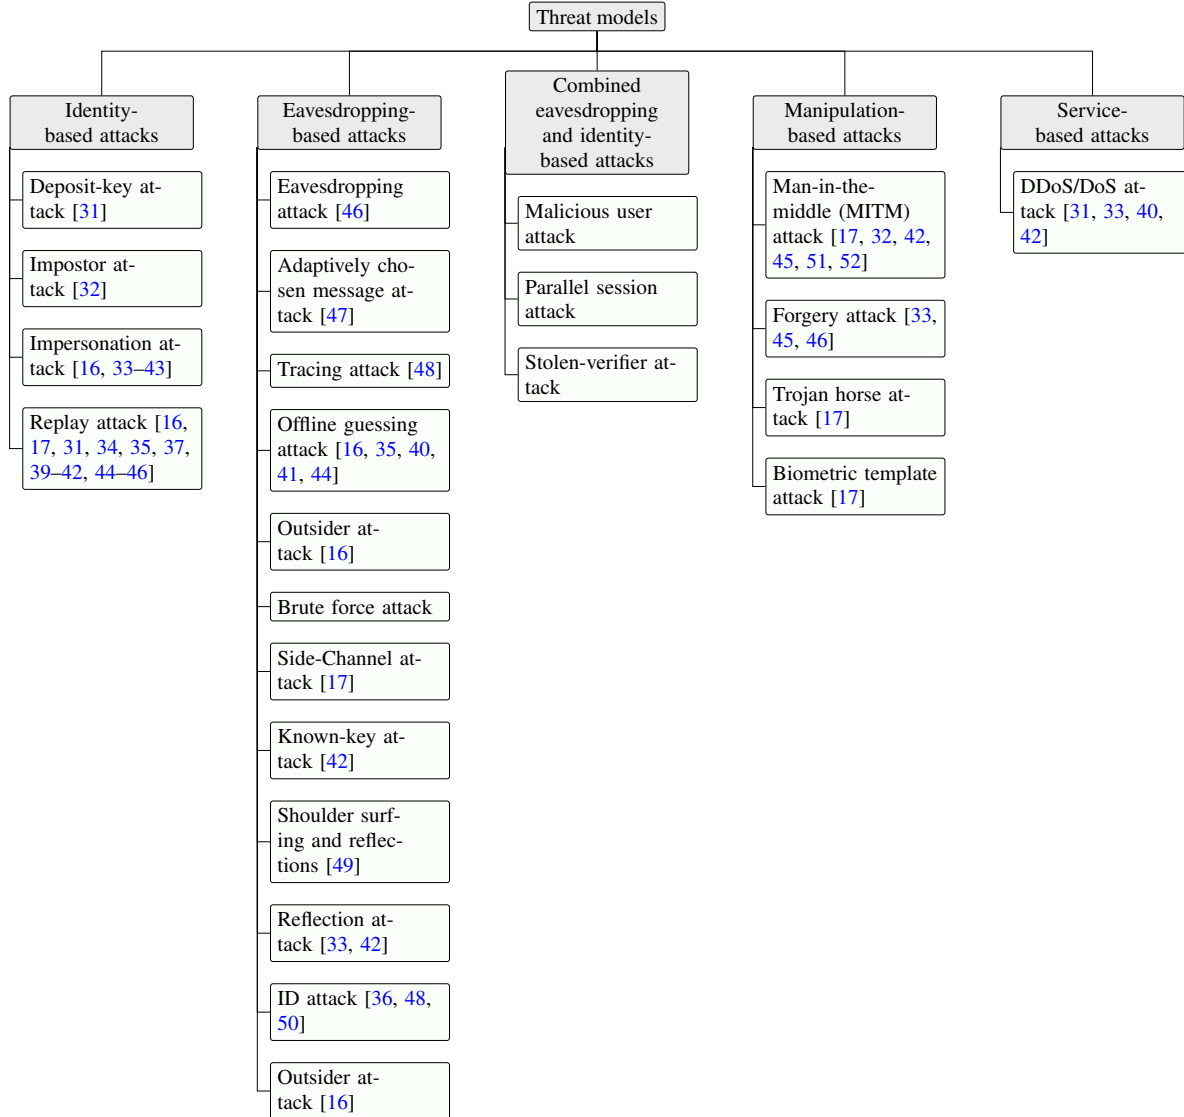 Threat models
Identity-
based attacks
Deposit-key at-
tack [31]
Impostor at-
tack [32]
Impersonation at-
tack [16, 33–43]
Replay attack [16,
17, 31, 34, 35, 37,
39–42, 44–46]
Eavesdropping-
based attacks
Eavesdropping
attack [46]
Adaptively cho-
sen message at-
tack [47]
Tracing attack [48]
Offline guessing
attack [16, 35, 40,
41, 44]
Outsider at-
tack [16]
Brute force attack
Side-Channel at-
tack [17]
Known-key at-
tack [42]
Shoulder surf-
ing and reflec-
tions [49]
Reflection at-
tack [33, 42]
ID attack [36, 48,
50]
Outsider at-
tack [16]
Combined
eavesdropping
and identity-
based attacks
Malicious user
attack
Parallel session
attack
Stolen-verifier at-
tack
Manipulation-
based attacks
Man-in-the-
middle (MITM)
attack [17, 32, 42,
45, 51, 52]
Forgery attack [33,
45, 46]
Trojan horse at-
tack [17]
Biometric template
attack [17]
Service-
based attacks
DDoS/DoS at-
tack [31, 33, 40,
42]